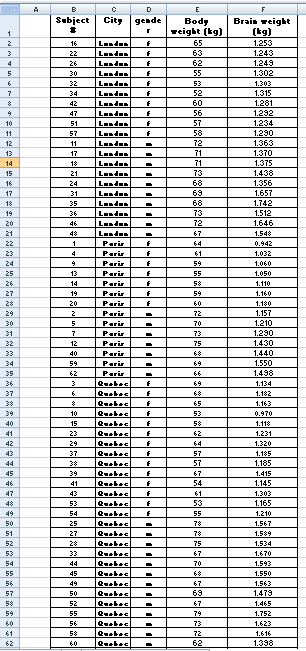 A B C D E F
1 Subject # City gender Body weight (kg) Brain weight (kg)
2 16 London f 65 1.253
3 22 London f 63 1.243
4 26 London f 62 1.249
5 30 London f 55 1.302
6 32 London f 53 1.303
7 34 London f 52 1.315
8 42 London f 60 1.281
9 47 London f 56 1.292
10 51 London f 57 1.234
11 57 London f 58 1.290
12 11 London m 72 1.363
13 17 London m 71 1.370
14 18 London m 71 1.375
15 21 London m 73 1.438
16 24 London m 68 1.356
17 31 London m 69 1.657
18 35 London m 68 1.742
19 36 London m 73 1.512
20 46 London m 72 1.646
21 48 London m 67 1.548
22 1 Paris f 64 0.942
23 4 Paris f 61 1.032
24 9 Paris f 59 1.060
25 13 Paris f 55 1.050
26 14 Paris f 58 1.110
27 19 Paris f 59 1.160
28 20 Paris f 60 1.180
29 2 Paris m 72 1.157
30 5 Paris m 70 1.210
31 7 Paris m 73 1.290
32 12 Paris m 75 1.430
33 40 Paris m 68 1.440
34 59 Paris m 69 1.550
35 62 Paris m 66 1.498
36 3 Quebec f 69 1.134
37 6 Quebec f 68 1.182
38 8 Quebec f 65 1.163
39 10 Quebec f 53 0.970
40 15 Quebec f 58 1.118
41 23 Quebec f 62 1.231
42 29 Quebec f 64 1.320
43 37 Quebec f 57 1.185
44 38 Quebec f 57 1.185
45 39 Quebec f 67 1.415
46 41 Quebec f 54 1.145
47 43 Quebec f 61 1.303
48 53 Quebec f 53 1.165
49 54 Quebec f 55 1.210
50 25 Quebec m 78 1.567
51 27 Quebec m 78 1.589
52 28 Quebec m 75 1.534
53 33 Quebec m 67 1.670
54 44 Quebec m 70 1.593
55 45 Quebec m 68 1.550
56 49 Quebec m 67 1.563
57 50 Quebec m 69 1.479
58 52 Quebec m 67 1.465
59 55 Quebec m 79 1.752
60 56 Quebec m 73 1.623
61 58 Quebec m 72 1.616
62 60 Quebec m 62 1.398